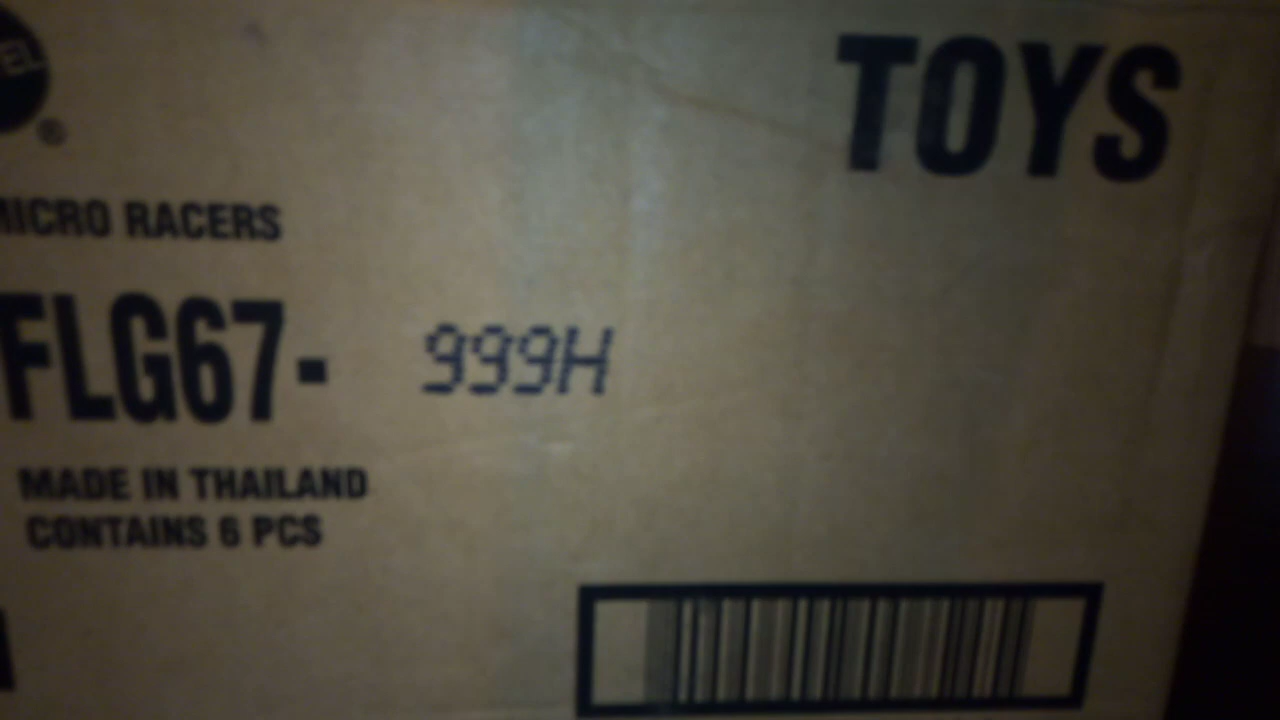 TOYS
MICRO RACERS
FLG67- 999H
MADE IN THAILAND
CONTAINS 6 PCS